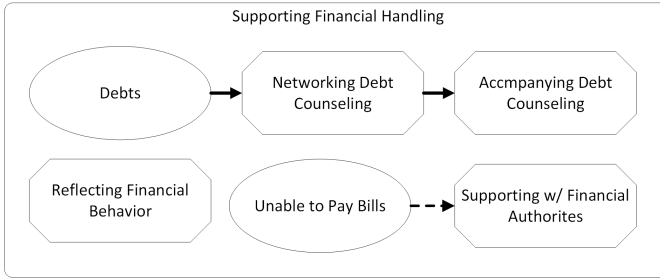 Supporting Financial Handling
Debts
Networking Debt
Counseling
Accmpanying Debt
Counseling
Reflecting Financial
Behavior
Unable to Pay Bills
Supporting w/ Financial
Authorites